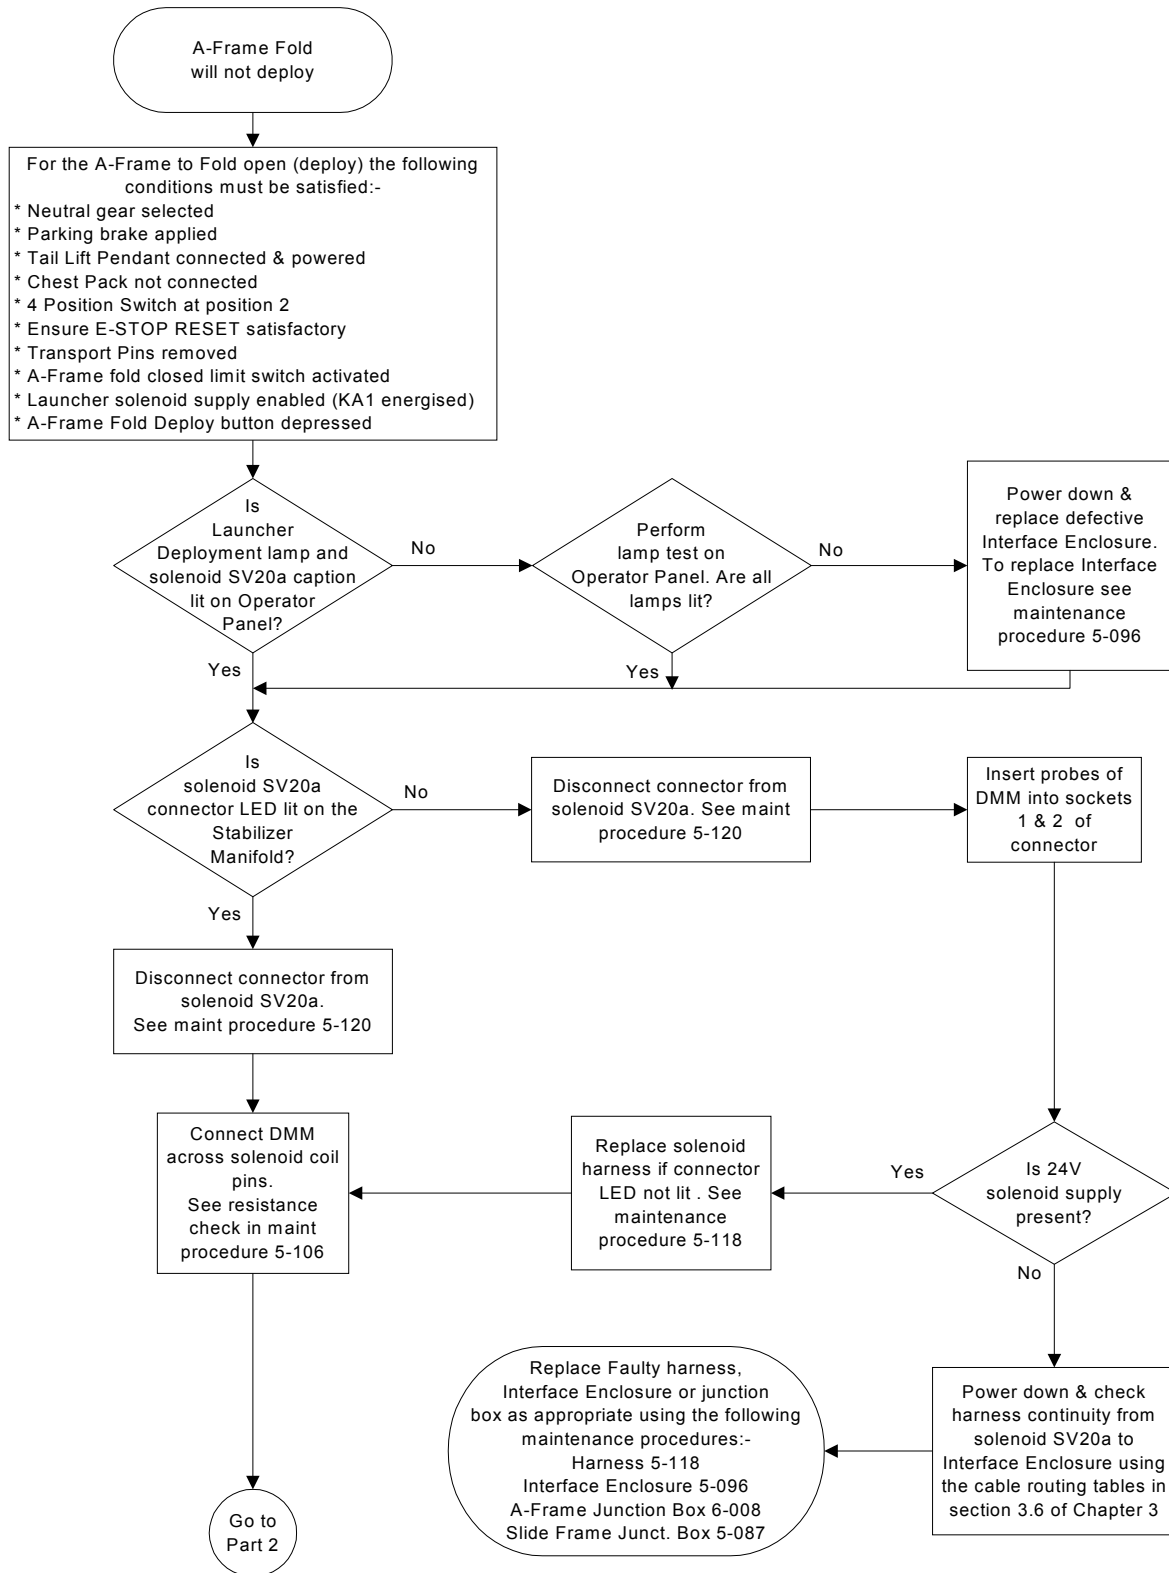 A-Frame Fold
will not deploy
For the A-Frame to Fold open (deploy) the following
conditions must be satisfied:-
* Neutral gear selected
* Parking brake applied
* Tail Lift Pendant connected & powered
* Chest Pack not connected
* 4 Position Switch at position 2
* Ensure E-STOP RESET satisfactory
* Transport Pins removed
* A-Frame fold closed limit switch activated
* Launcher solenoid supply enabled (KA1 energised)
* A-Frame Fold Deploy button depressed
Is
Launcher
Deployment lamp and
solenoid SV20a caption
lit on Operator
Panel?
No
Perform
lamp test on
Operator Panel. Are all
lamps lit?
No
Power down &
replace defective
Interface Enclosure.
To replace Interface
Enclosure see
maintenance
procedure 5-096
Yes
Yes
Is
solenoid SV20a
connector LED lit on the
Stabilizer
Manifold?
No
Disconnect connector from
solenoid SV20a. See maint
procedure 5-120
Insert probes of
DMM into sockets
1 & 2 of
connector
Yes
Disconnect connector from
solenoid SV20a.
See maint procedure 5-120
Connect DMM
across solenoid coil
pins.
See resistance
check in maint
procedure 5-106
Replace solenoid
harness if connector
LED not lit . See
maintenance
procedure 5-118
Yes
Is 24V
solenoid supply
present?
No
Replace Faulty harness,
Interface Enclosure or junction
box as appropriate using the following
maintenance procedures:-
Harness 5-118
Interface Enclosure 5-096
A-Frame Junction Box 6-008
Slide Frame Junct. Box 5-087
Power down & check
harness continuity from
solenoid SV20a to
Interface Enclosure using
the cable routing tables in
section 3.6 of Chapter 3
Go to
Part 2